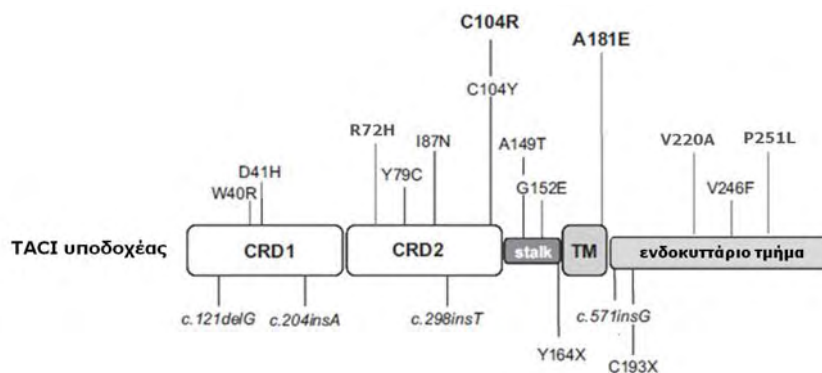 C104R
A181E
C104Y
R72H
I87N
A149T
V220A
P251L
D41H
Y79C
G152E
V246F
W40R
TACI υποδοχέας
CRD1
CRD2
stalk
TM
ενδοκυττάριο τμήμα
c.121delG
c.204insA
c.298insT
c.571insG
Y164X
C193X